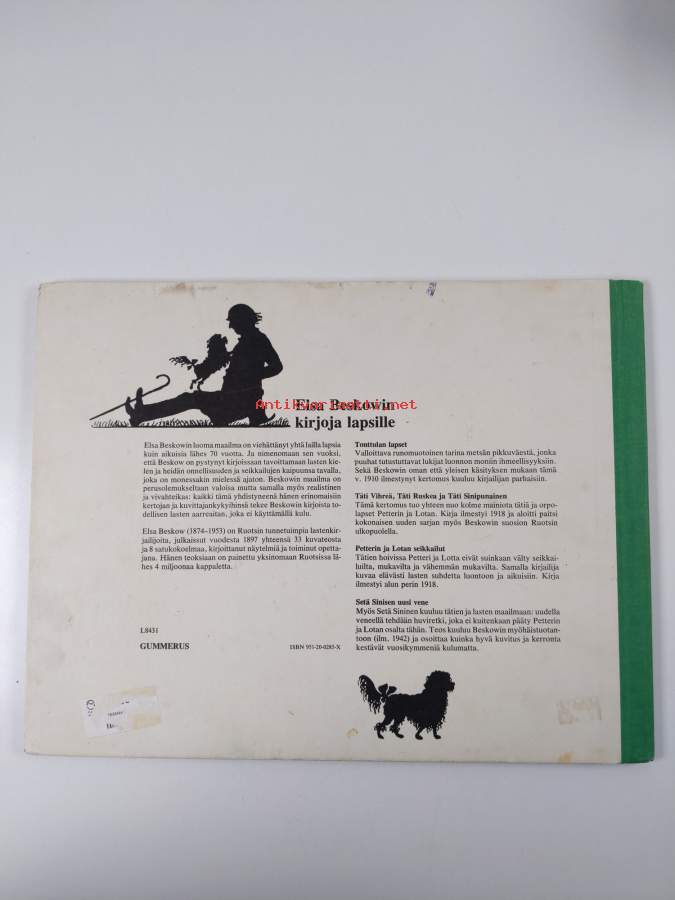 Antikvariaatti.net
Elsa Beskowin
kirjoja lapsille
Elsa Beskowin luoma maailma on viehättänyt yhtä lailla lapsia
kuin aikuisia lähes 70 vuotta. Ja nimenomaan sen vuoksi,
että Beskow on pystynyt kirjoissaan tavoittamaan lasten kie-
len ja heidän onnellisuuden ja seikkailujen kaipuunsa tavalla,
joka on monessakin mielessä ajaton. Beskowin maailma on
perusolemukseltaan valoisa mutta samalla myös realistinen
ja vivahteikas: kaikki tämä yhdistyneenä hänen erinomaisiin
kertojan ja kuvittajankykyihinsä tekee Beskowin kirjoista to-
dellisen lasten aarreaitan, joka ei käyttämällä kulu.
Elsa Beskow (1874–1953) on Ruotsin tunnetuimpia lastenkir-
jailijoita, julkaissut vuodesta 1897 yhteensä 33 kuvateosta
ja 8 satukokoelmaa, kirjoittanut näytelmiä ja toiminut opetta-
jana. Hänen teoksiaan on painettu yksinomaan Ruotsissa lä-
hes 4 miljoonaa kappaletta.
L8431
GUMMERUS
ISBN 951-20-0285-X
Tonttulan lapset
Valloittava runomuotoinen tarina metsän pikkuväestä, jonka
puuhat tutustuttavat lukijat luonnon moniin ihmeellisyyksiin.
Sekä Beskowin oman että yleisen käsityksen mukaan tämä
v. 1910 ilmestynyt kertomus kuuluu kirjailijan parhaisiin.
Täti Vihreä, Täti Ruskea ja Täti Sinipunainen
Tämä kertomus tuo yhteen nuo kolme mainiota tätiä ja orpo-
lapset Petterin ja Lotan. Kirja ilmestyi 1918 ja aloitti paitsi
kokonaisen uuden sarjan myös Beskowin suosion Ruotsin
ulkopuolella.
Petterin ja Lotan seikkailut
Tätien hoivissa Petteri ja Lotta eivät suinkaan välty seikkai-
luilta, mukavilta ja vähemmän mukavilta. Samalla kirjailija
kuvaa elävästi lasten suhdetta luontoon ja aikuisiin. Kirja
ilmestyi alun perin 1918.
Setä Sinisen uusi vene
Myös Setä Sininen kuuluu tätien ja lasten maailmaan: uudella
veneellä tehdään huviretki, joka ei kuitenkaan pääty Petterin
ja Lotan osalta tähän. Teos kuuluu Beskowin myöhäistuotan-
toon (ilm. 1942) ja osoittaa kuinka hyvä kuvitus ja kerronta
kestävät vuosikymmeniä kulumatta.